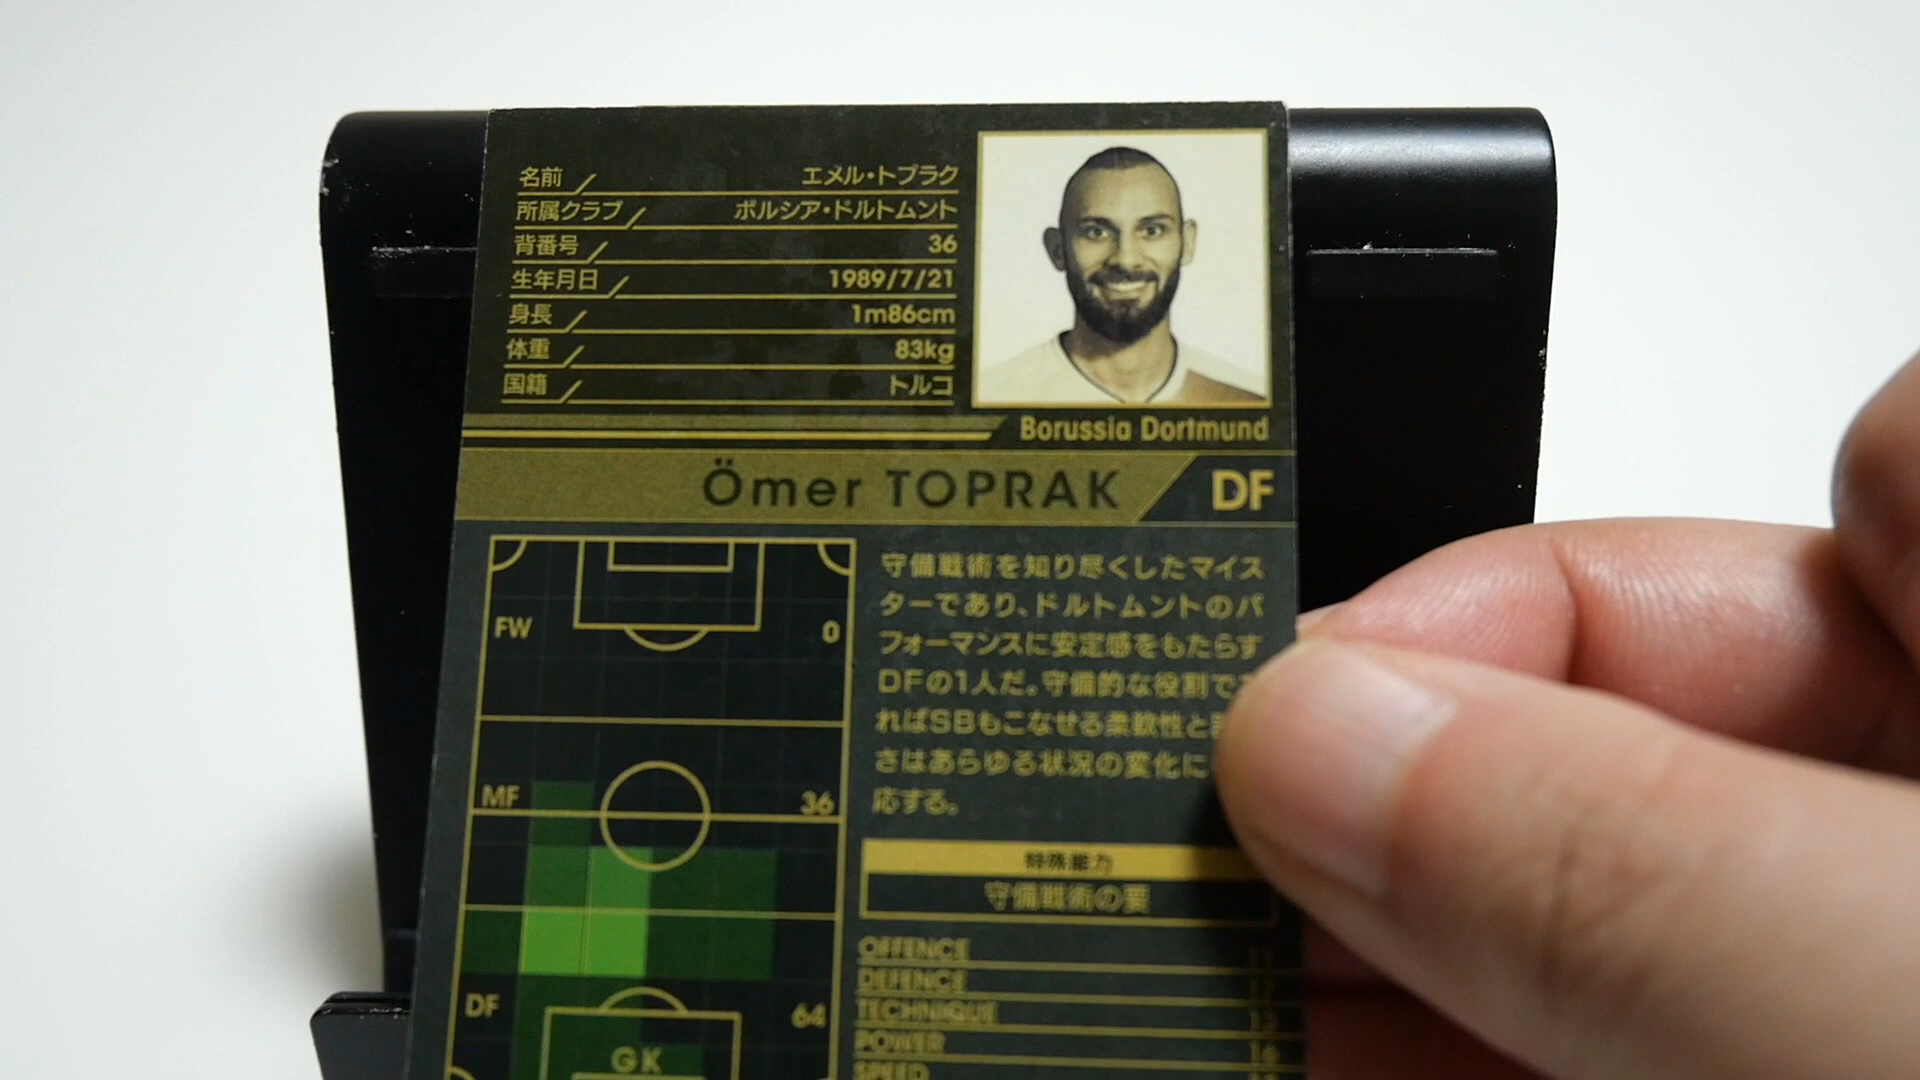 名前 エメル・トプラク
所属クラブ ボルシア・ドルトムント
背番号 36
生年月日 1989/7/21
身長 1m86cm
体重 83kg
国籍 トルコ
Borussia Dortmund
Ömer TOPRAK DF
守備戦術を知り尽くしたマイス
ターであり、ドルトムントのパ
フォーマンスに安定感をもたらす
DFの1人だ。守備的な役割で
ればSBもこなせる柔軟性と
さはあらゆる状況の変化に
応する。
特殊能力
守備戦術の要
FW 0
MF 36
DF 64
GK
OFFENCE
DEFENCE
TECHNIQUE
POWER 16
SPEED